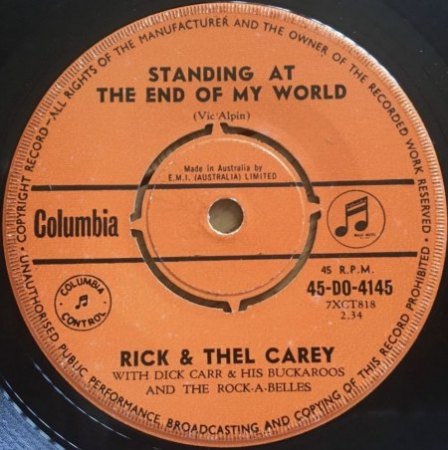 UNAUTHORISED PUBLIC PERFORMANCE, BROADCASTING AND COPYING OF THIS RECORD PROHIBITED • COPYRIGHT RECORD—ALL RIGHTS OF THE MANUFACTURER AND THE OWNER OF THE RECORDED WORK RESERVED
STANDING AT
THE END OF MY WORLD
(Vic Alpin)
Made in Australia by
E.M.I. (AUSTRALIA) LIMITED
Columbia
45 R.P.M.
45-DO-4145
7XCT818
2.34
COLUMBIA
CONTROL
RICK & THEL CAREY
WITH DICK CARR & HIS BUCKAROOS
AND THE ROCK-A-BELLES